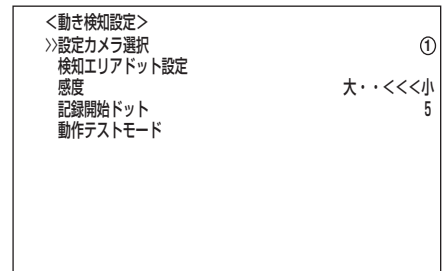 <動き検知設定>
>>設定カメラ選択 ①
検知エリアドット設定
感度 大・・<<<小
記録開始ドット 5
動作テストモード